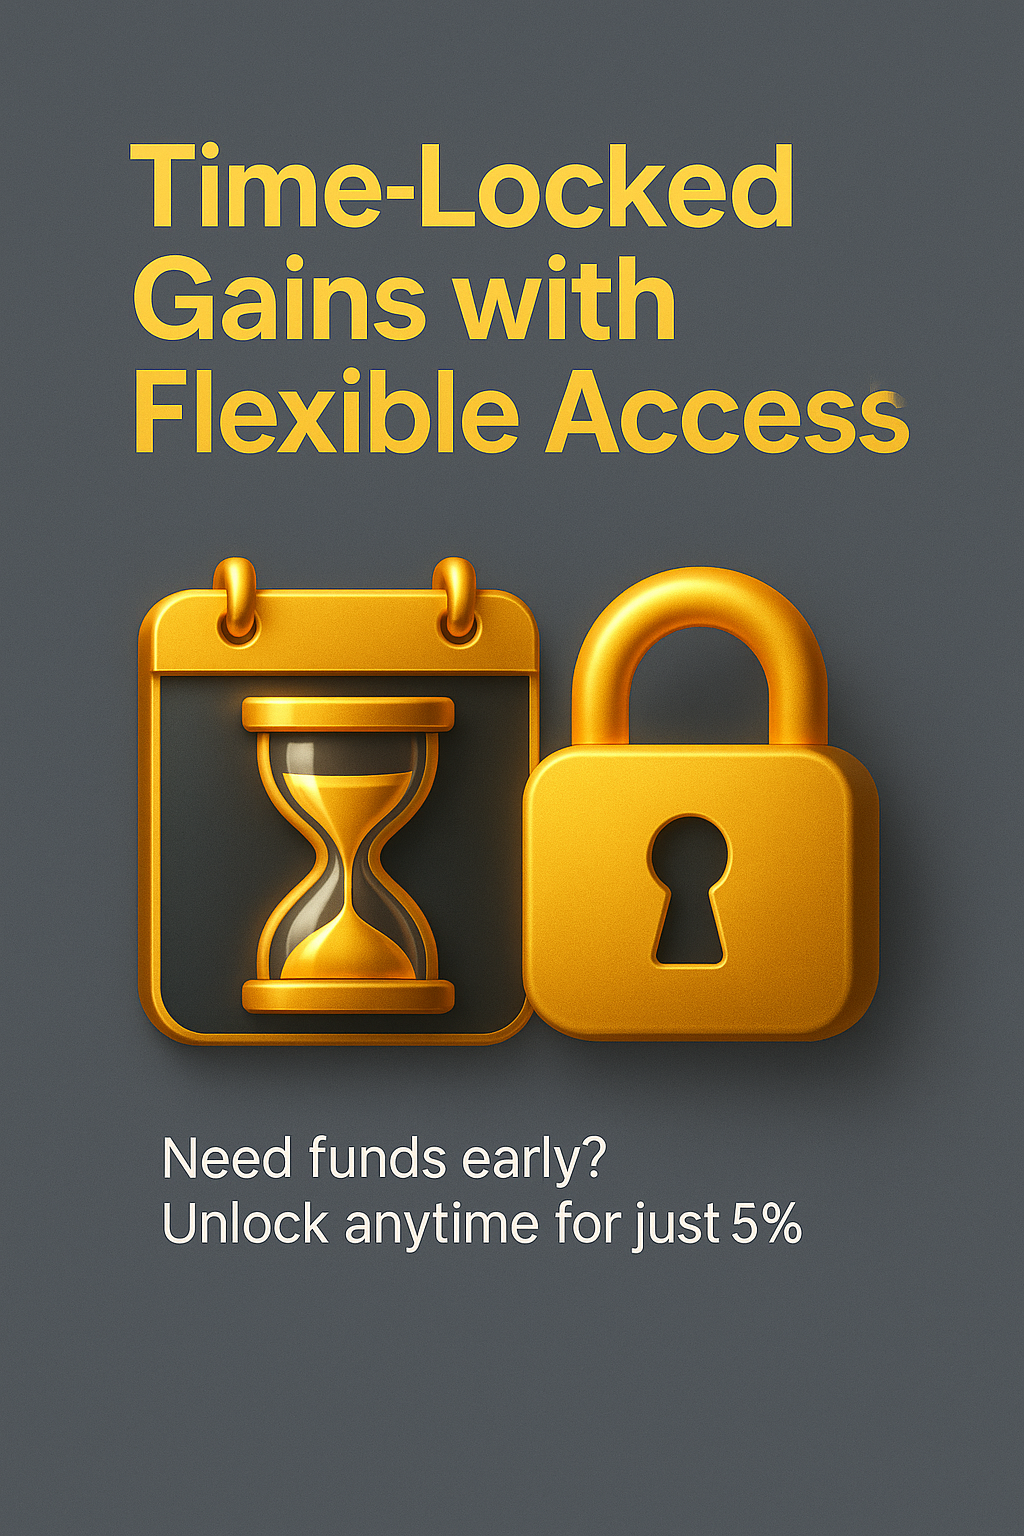 Time-Locked
Gains with
Flexible Access
Need funds early?
Unlock anytime for just 5%